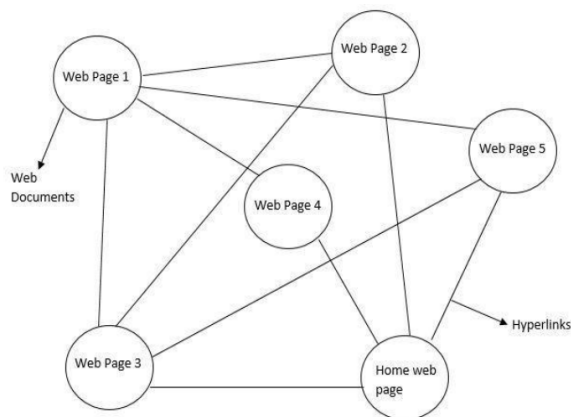 Web Page 2
Web Page 1
Web Page 5
Web
Documents
Web Page 4
Hyperlinks
Web Page 3
Home web
page